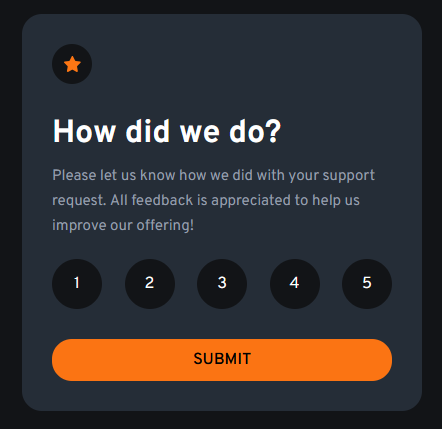 How did we do?
Please let us know how we did with your support
request. All feedback is appreciated to help us
improve our offering!
1 2 3 4 5
SUBMIT